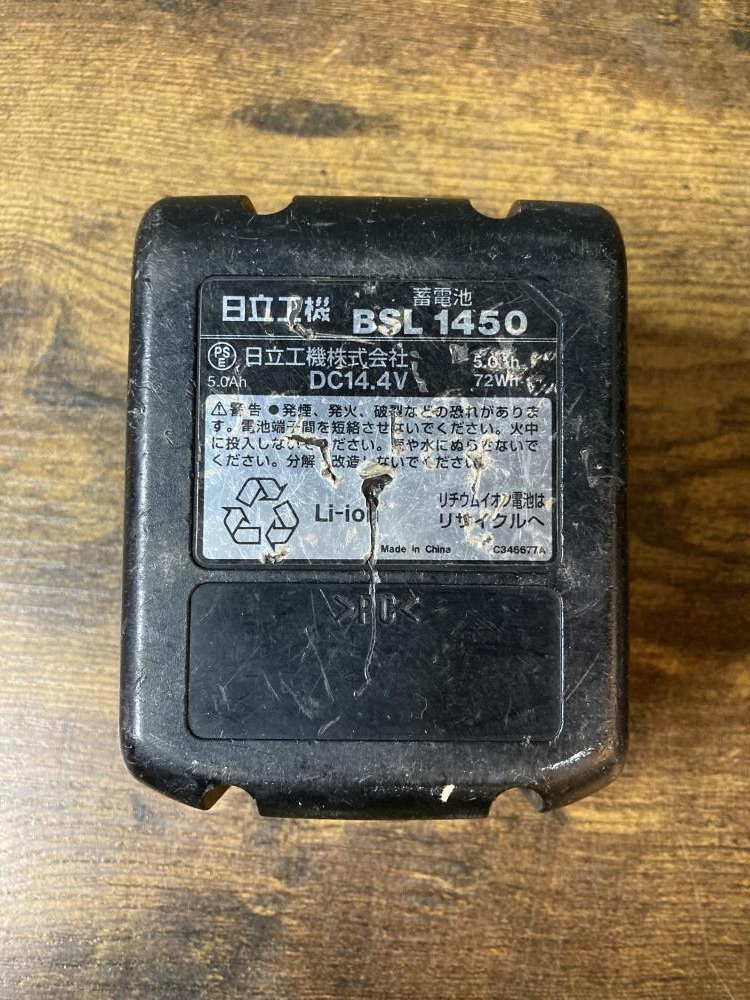 日立工機 蓄電池
BSL 1450
PS
E
日立工機株式会社
5.0Ah DC14.4V 72Wh
⚠警告 ●発煙、発火、破裂などの恐れがありま
す。電池端子間を短絡させないでください。火中
に投入しないでください。雨や水にぬらさないで
ください。分解、改造しないでください。
Li-ion
リチウムイオン電池は
リサイクルへ
Made in China C346677A
>PC<